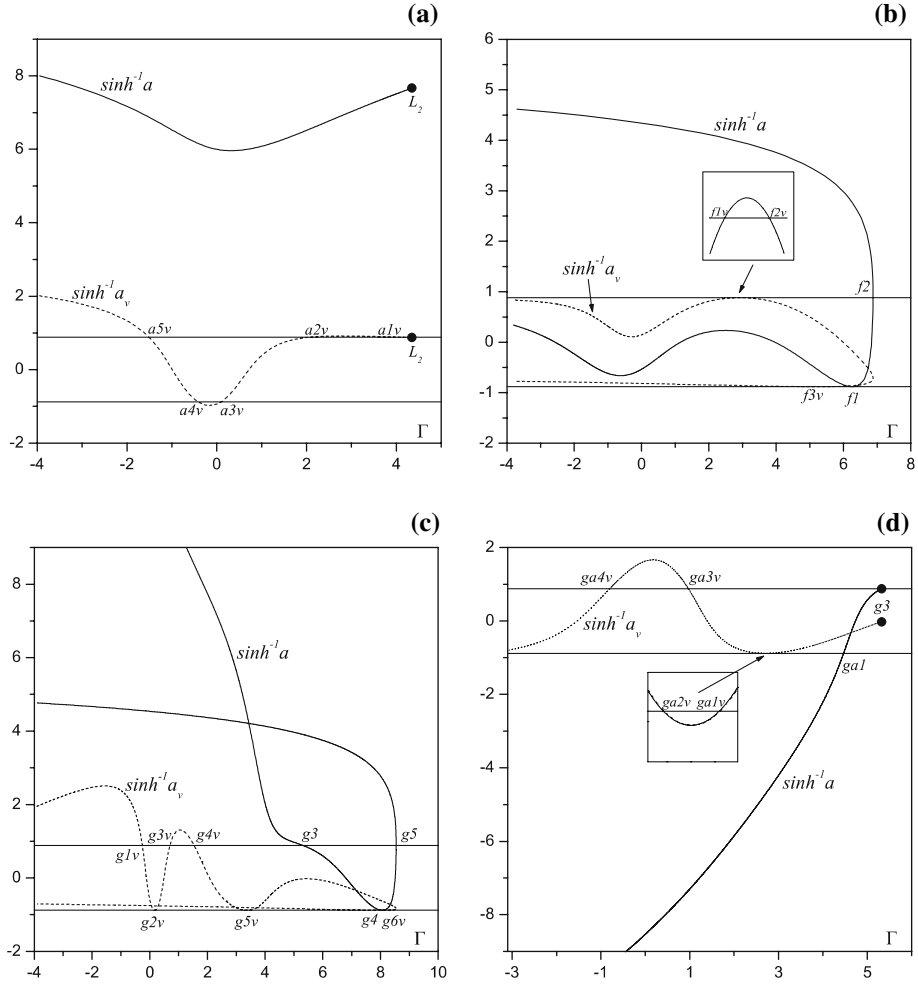 (a)
8
6
4
2
0
-2
-4
-2
0
2
4
sinh⁻¹a
L₂
sinh⁻¹aᵥ
a5v
a2v
a1v
L₂
a4v
a3v
Γ
(b)
6
5
4
3
2
1
0
-1
-2
-4
-2
0
2
4
6
8
sinh⁻¹a
f1v
f2v
sinh⁻¹aᵥ
f2
f3v
f1
Γ
(c)
8
6
4
2
0
-2
-4
-2
0
2
4
6
8
10
sinh⁻¹a
sinh⁻¹aᵥ
g1v
g3v
g4v
g3
g5
g2v
g5v
g4
g6v
Γ
(d)
2
0
-2
-4
-6
-8
-3
-1
1
3
5
ga4v
ga3v
g3
sinh⁻¹aᵥ
ga1
ga2v
ga1v
sinh⁻¹a
Γ